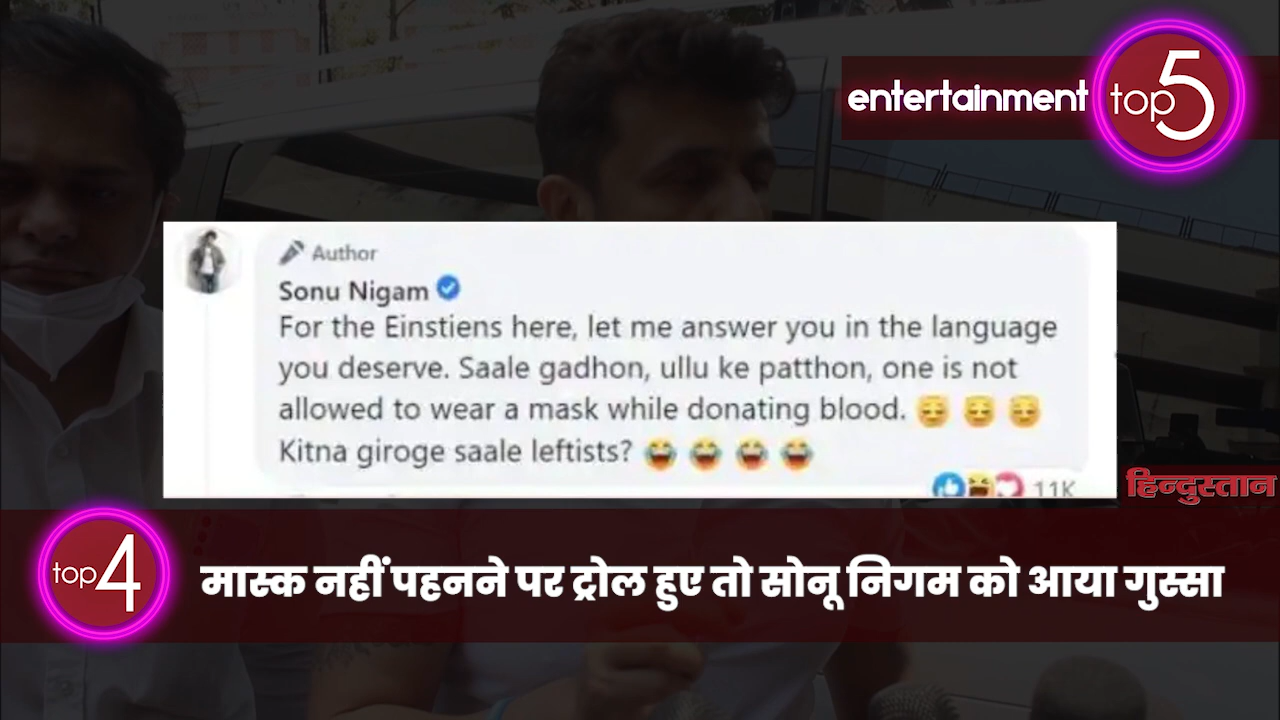 entertainment top5
Author
Sonu Nigam
For the Einstiens here, let me answer you in the language
you deserve. Saale gadhon, ullu ke patthon, one is not
allowed to wear a mask while donating blood. 😔 😔 😔
Kitna giroge saale leftists? 😂 😂 😂 😂
11K
हिन्दुस्तान
top4
मास्क नहीं पहनने पर ट्रोल हुए तो सोनू निगम को आया गुस्सा